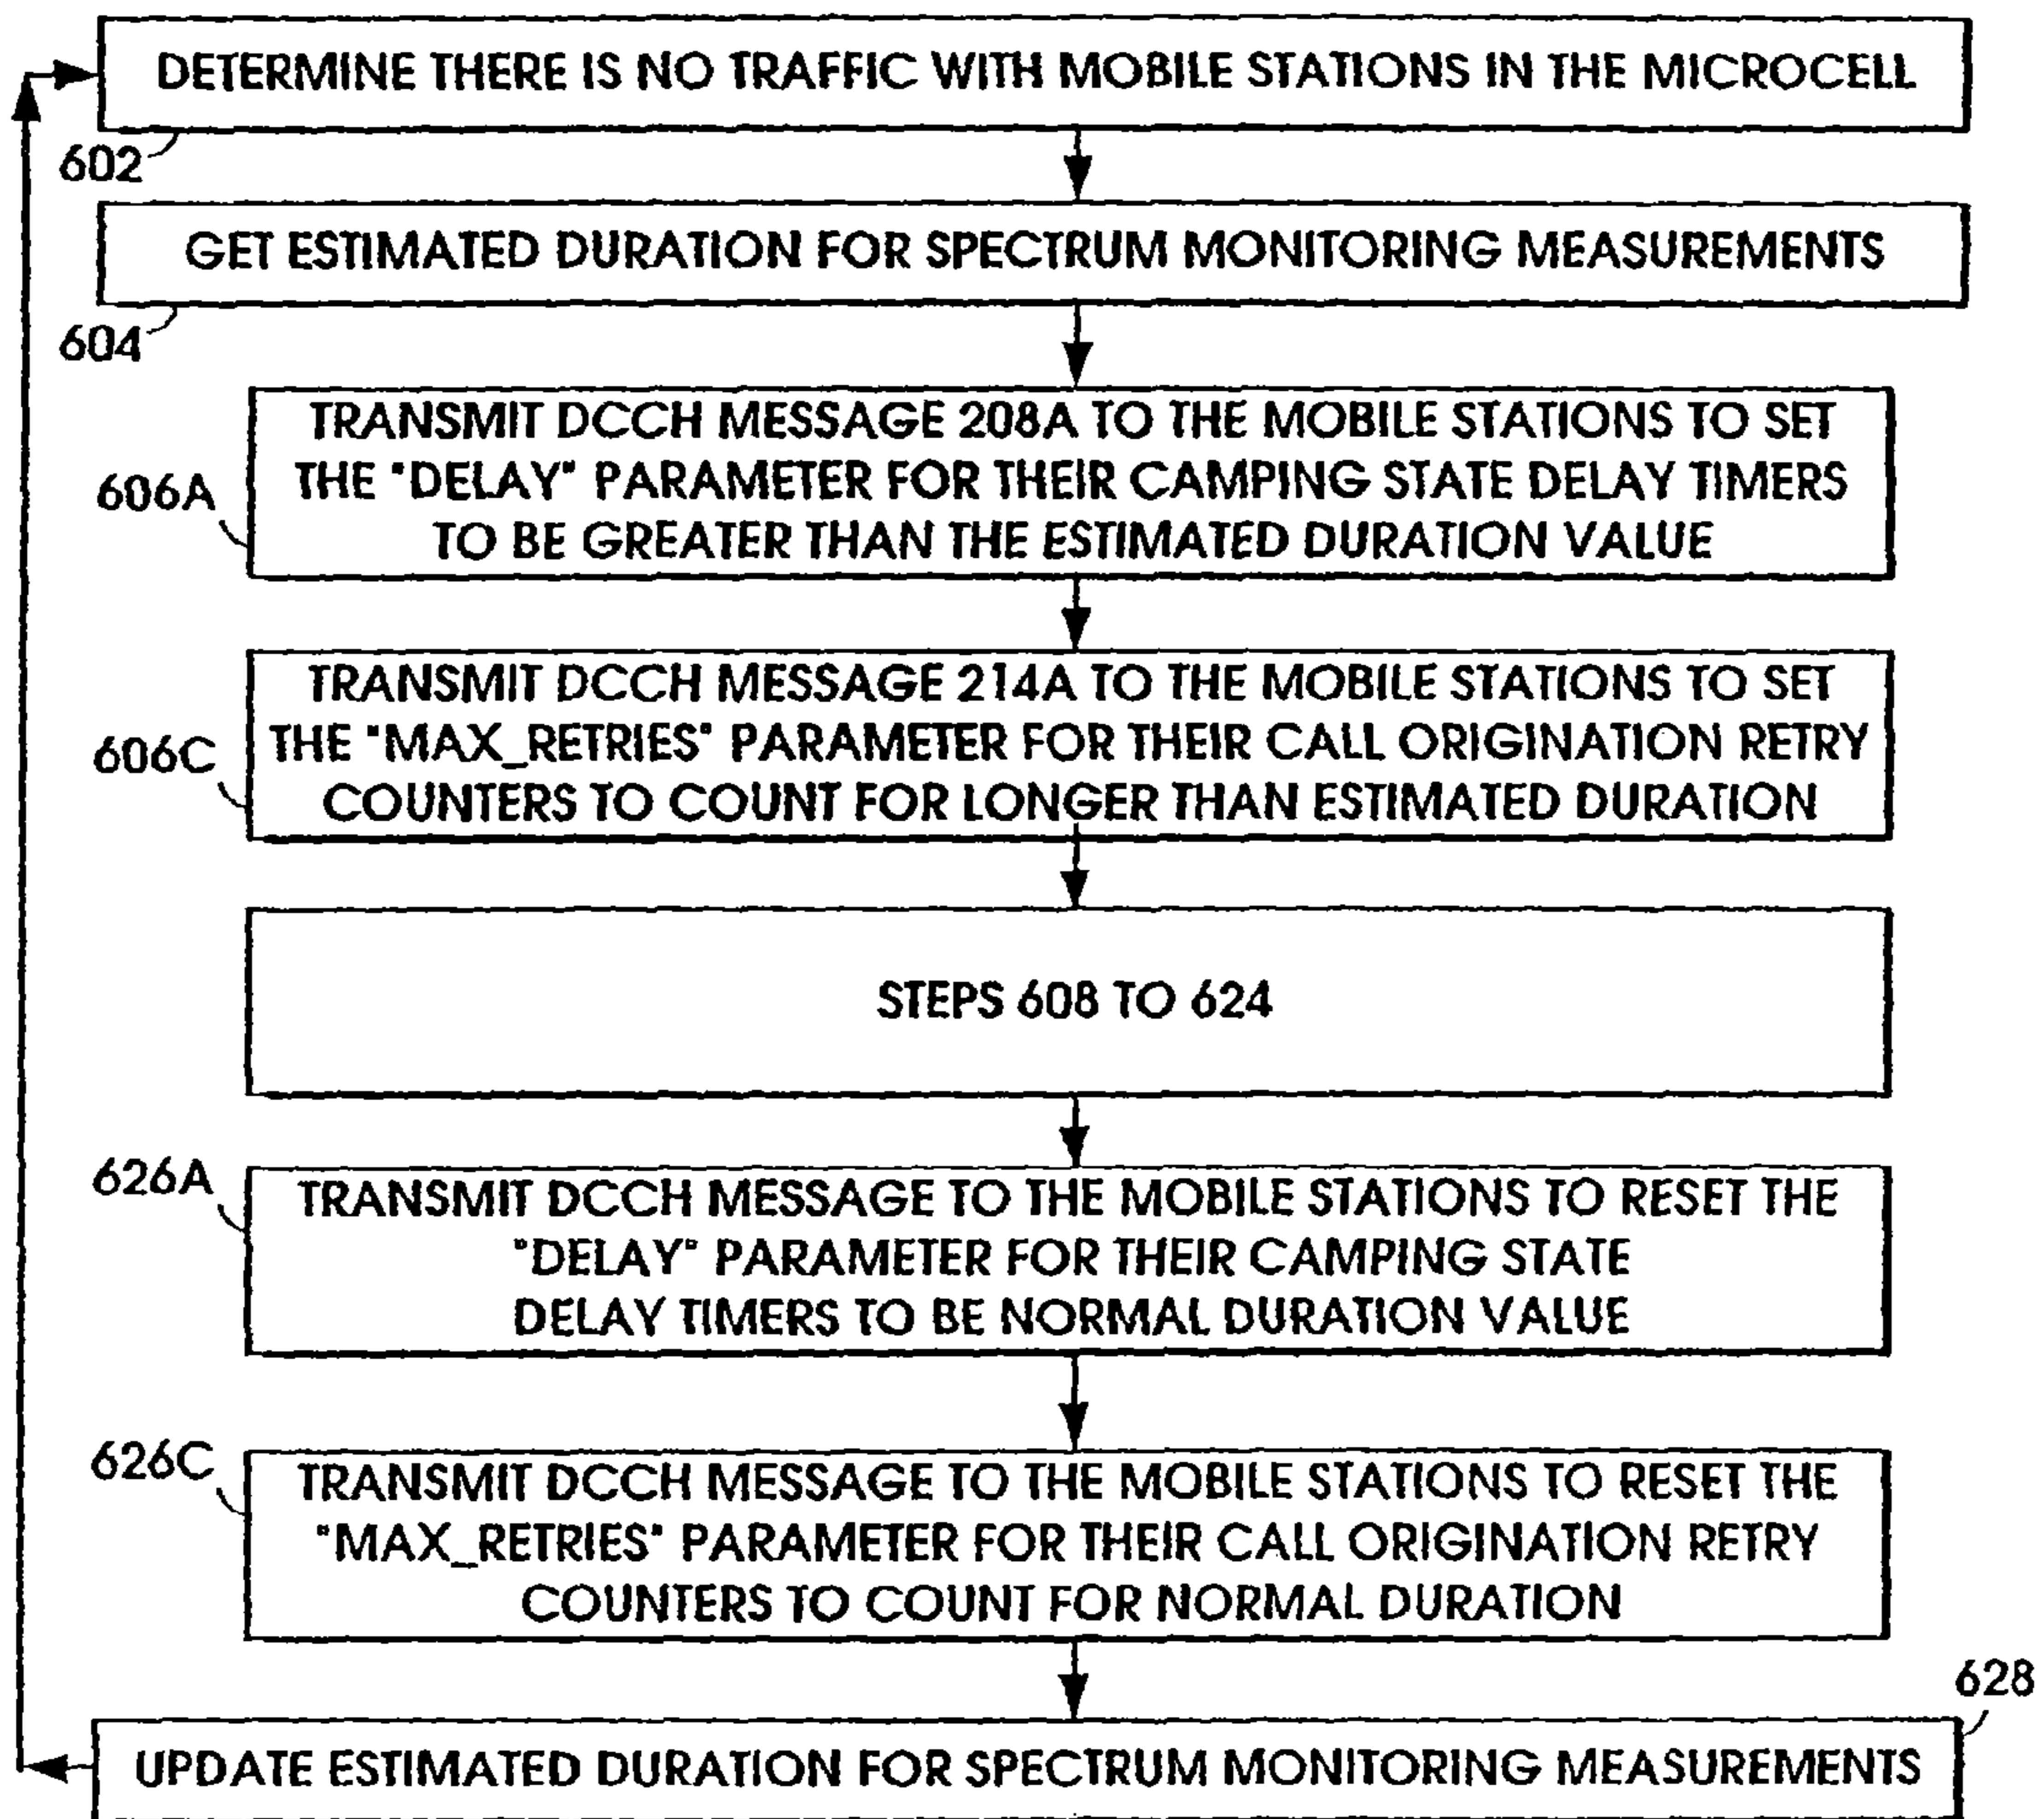 DETERMINE THERE IS NO TRAFFIC WITH MOBILE STATIONS IN THE MICROCELL
602
GET ESTIMATED DURATION FOR SPECTRUM MONITORING MEASUREMENTS
604
606A
TRANSMIT DCCH MESSAGE 208A TO THE MOBILE STATIONS TO SET
THE "DELAY" PARAMETER FOR THEIR CAMPING STATE DELAY TIMERS
TO BE GREATER THAN THE ESTIMATED DURATION VALUE
606C
TRANSMIT DCCH MESSAGE 214A TO THE MOBILE STATIONS TO SET
THE "MAX_RETRIES" PARAMETER FOR THEIR CALL ORIGINATION RETRY
COUNTERS TO COUNT FOR LONGER THAN ESTIMATED DURATION
STEPS 608 TO 624
626A
TRANSMIT DCCH MESSAGE TO THE MOBILE STATIONS TO RESET THE
"DELAY" PARAMETER FOR THEIR CAMPING STATE
DELAY TIMERS TO BE NORMAL DURATION VALUE
626C
TRANSMIT DCCH MESSAGE TO THE MOBILE STATIONS TO RESET THE
"MAX_RETRIES" PARAMETER FOR THEIR CALL ORIGINATION RETRY
COUNTERS TO COUNT FOR NORMAL DURATION
628
UPDATE ESTIMATED DURATION FOR SPECTRUM MONITORING MEASUREMENTS